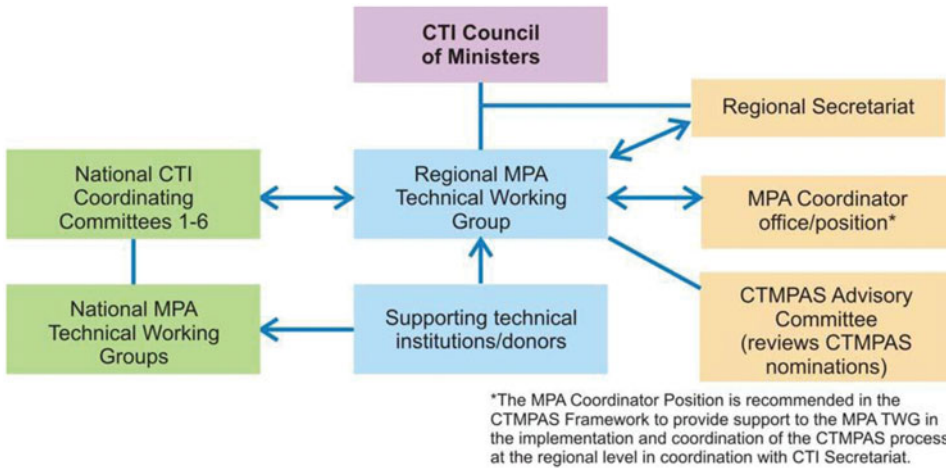 CTI Council
of Ministers
Regional Secretariat
National CTI
Coordinating
Committees 1-6
Regional MPA
Technical Working
Group
MPA Coordinator
office/position*
National MPA
Technical Working
Groups
Supporting technical
institutions/donors
CTMPAS Advisory
Committee
(reviews CTMPAS
nominations)
*The MPA Coordinator Position is recommended in the
CTMPAS Framework to provide support to the MPA TWG in
the implementation and coordination of the CTMPAS process
at the regional level in coordination with CTI Secretariat.